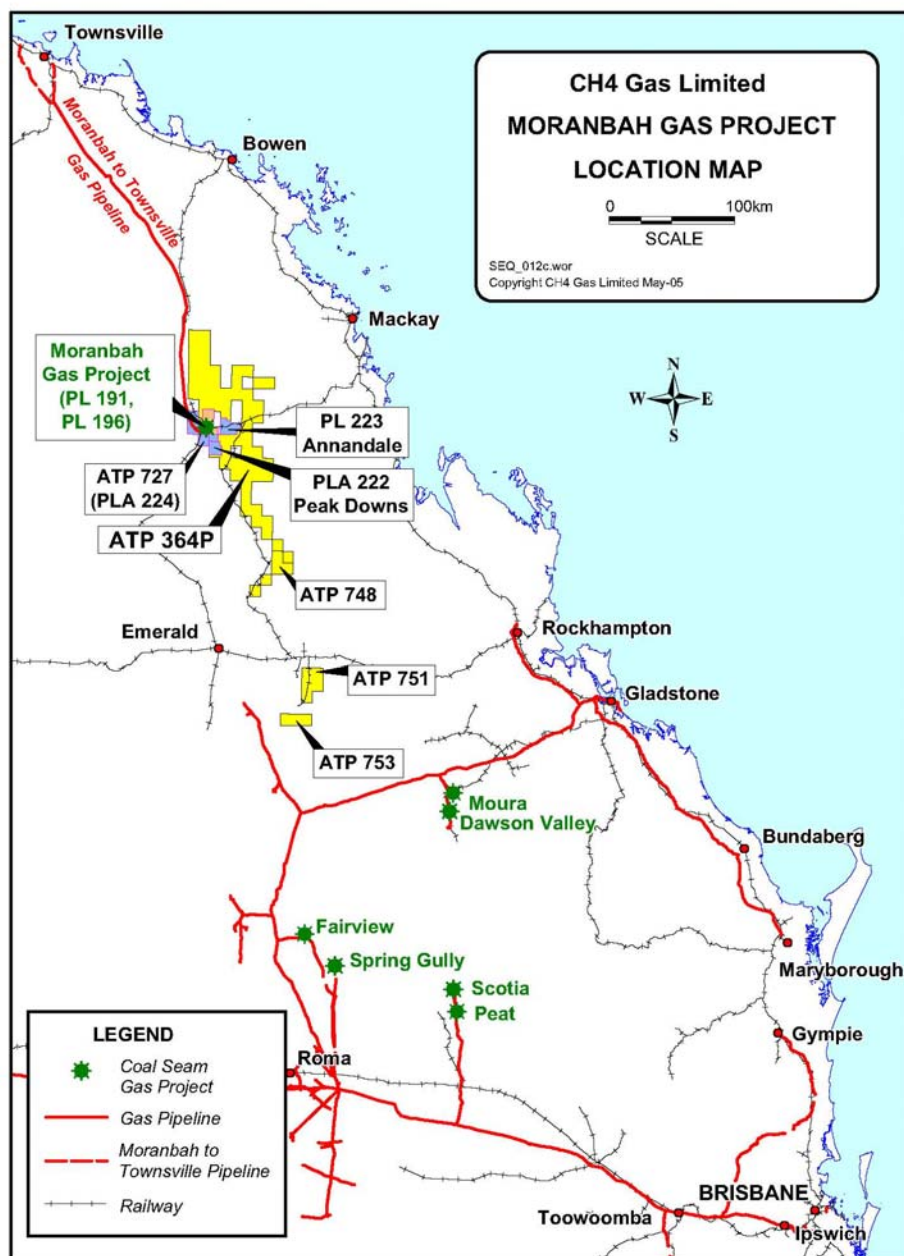 Townsville
CH4 Gas Limited
MORANBAH GAS PROJECT
LOCATION MAP
0 100km
SCALE
SEQ_012c.wor
Copyright CH4 Gas Limited May-05
Moranbah to Townsville
Gas Pipeline
Bowen
Mackay
N
W E
S
Moranbah
Gas Project
(PL 191,
PL 196)
PL 223
Annandale
ATP 727
(PLA 224)
PLA 222
Peak Downs
ATP 364P
ATP 748
Emerald
Rockhampton
ATP 751
Gladstone
ATP 753
Moura
Dawson Valley
Bundaberg
Fairview
Maryborough
Spring Gully
Scotia
Peat
Gympie
Roma
LEGEND
Coal Seam
Gas Project
Gas Pipeline
Moranbah to
Townsville Pipeline
Railway
BRISBANE
Toowoomba
Ipswich